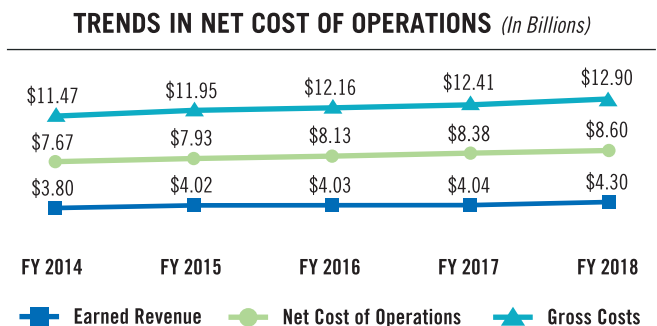 TRENDS IN NET COST OF OPERATIONS (In Billions)
$11.47 $11.95 $12.16 $12.41 $12.90
$7.67 $7.93 $8.13 $8.38 $8.60
$3.80 $4.02 $4.03 $4.04 $4.30
FY 2014 FY 2015 FY 2016 FY 2017 FY 2018
Earned Revenue Net Cost of Operations Gross Costs